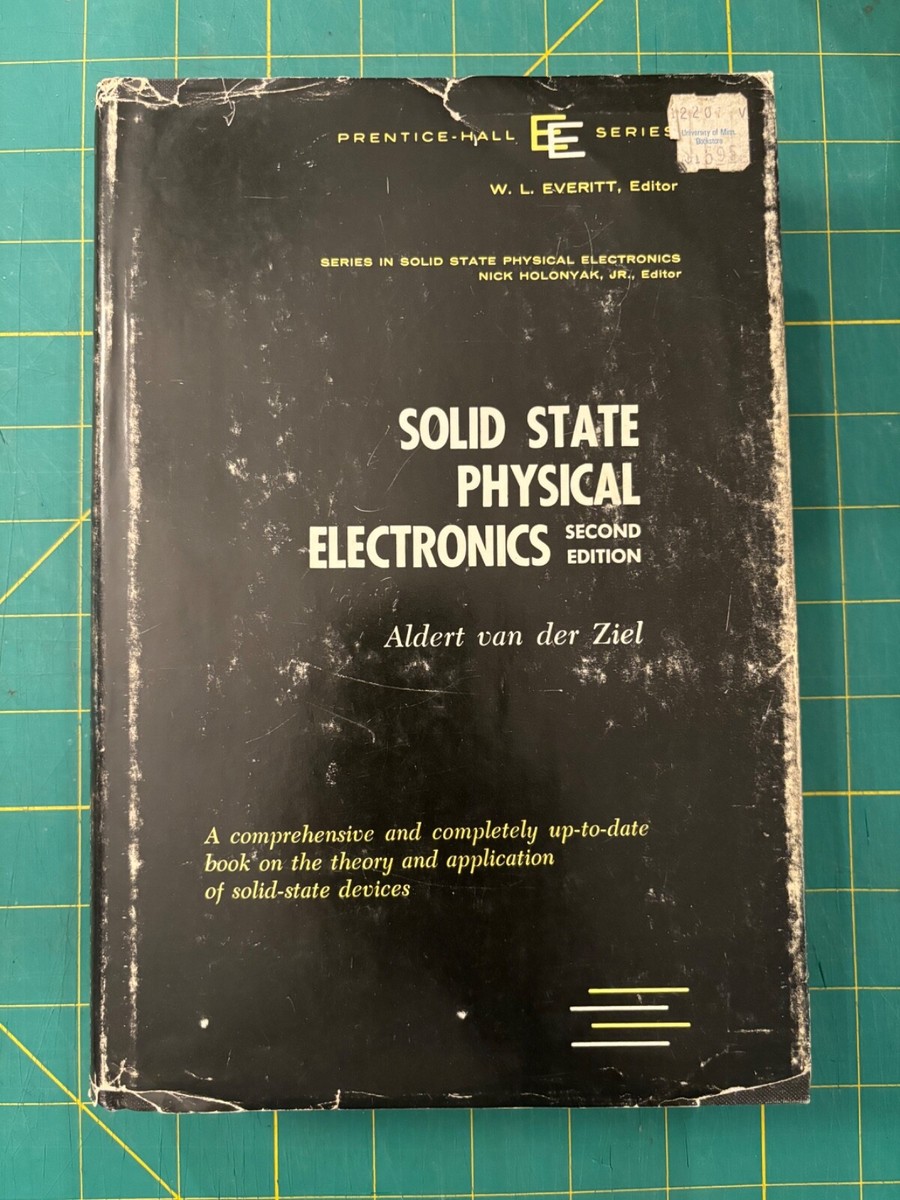 PRENTICE-HALL EE SERIES
W. L. EVERITT, Editor
University of Minn.
Bookstore
SERIES IN SOLID STATE PHYSICAL ELECTRONICS
NICK HOLONYAK, JR., Editor
SOLID STATE
PHYSICAL
ELECTRONICS SECOND
EDITION
Aldert van der Ziel
A comprehensive and completely up-to-date
book on the theory and application
of solid-state devices